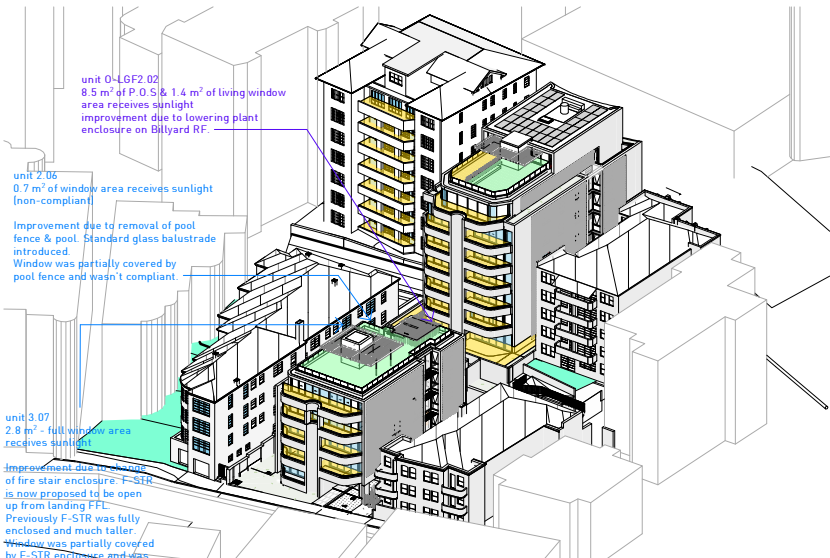 unit O-LGF2.02
8.5 m² of P.O.S & 1.4 m² of living window
area receives sunlight
improvement due to lowering plant
enclosure on Billyard RF.
unit 2.06
0.7 m² of window area receives sunlight
(non-compliant)
Improvement due to removal of pool
fence & pool. Standard glass balustrade
introduced.
Window was partially covered by
pool fence and wasn't compliant.
unit 3.07
2.8 m² - full window area
receives sunlight
Improvement due to change
of fire stair enclosure. F-STR
is now proposed to be open
up from landing FFL.
Previously F-STR was fully
enclosed and much taller.
Window was partially covered
by F-STR enclosure and was